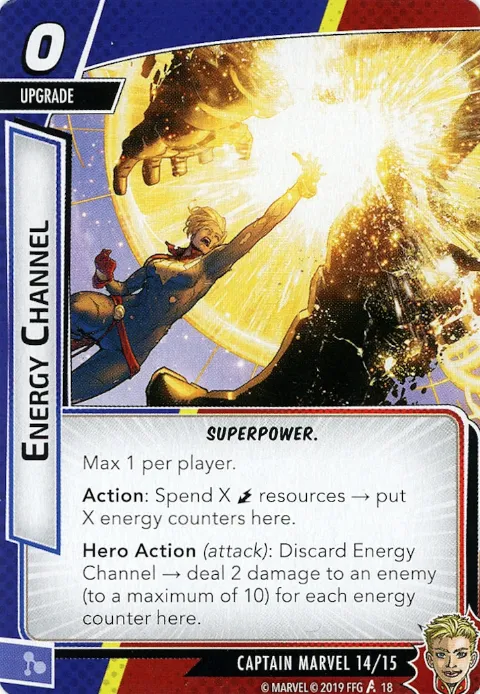 0
UPGRADE
ENERGY CHANNEL
SUPERPOWER.
Max 1 per player.
Action: Spend X resources → put
X energy counters here.
Hero Action (attack): Discard Energy
Channel → deal 2 damage to an enemy
(to a maximum of 10) for each energy
counter here.
CAPTAIN MARVEL 14/15
© MARVEL © 2019 FFG 18